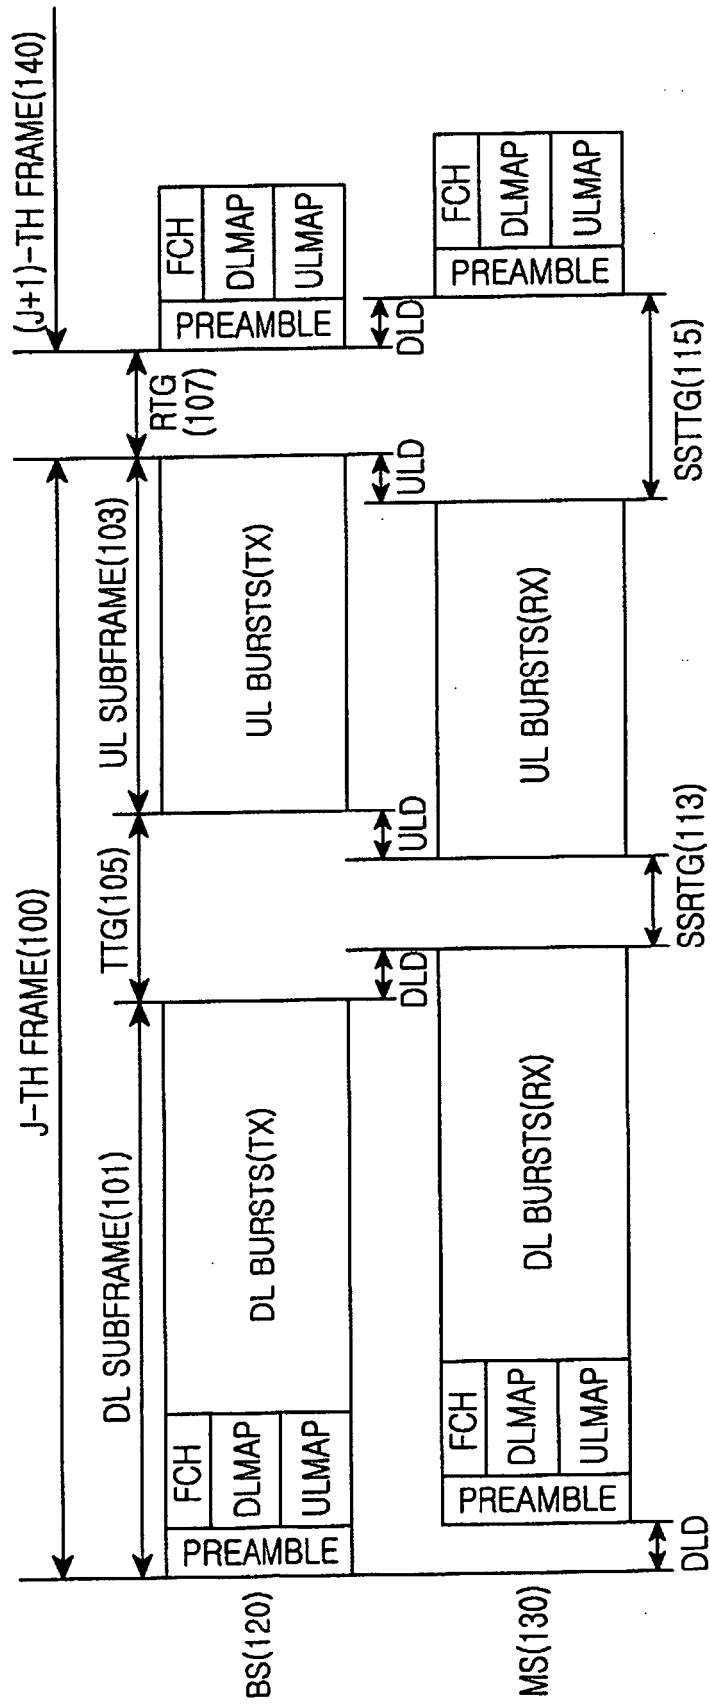 J-TH FRAME(100)
(J+1)-TH FRAME(140)
DL SUBFRAME(101)
TTG(105)
UL SUBFRAME(103)
RTG
(107)
BS(120)
PREAMBLE
FCH
DLMAP
ULMAP
DL BURSTS(TX)
UL BURSTS(TX)
PREAMBLE
FCH
DLMAP
ULMAP
DLD
ULD
ULD
DLD
MS(130)
PREAMBLE
FCH
DLMAP
ULMAP
DL BURSTS(RX)
UL BURSTS(RX)
PREAMBLE
FCH
DLMAP
ULMAP
DLD
SSRTG(113)
SSTTG(115)